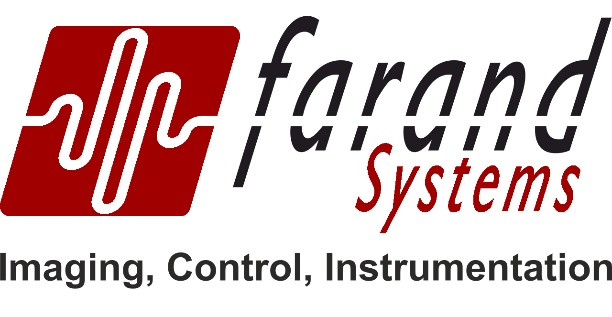 farand
Systems
Imaging, Control, Instrumentation